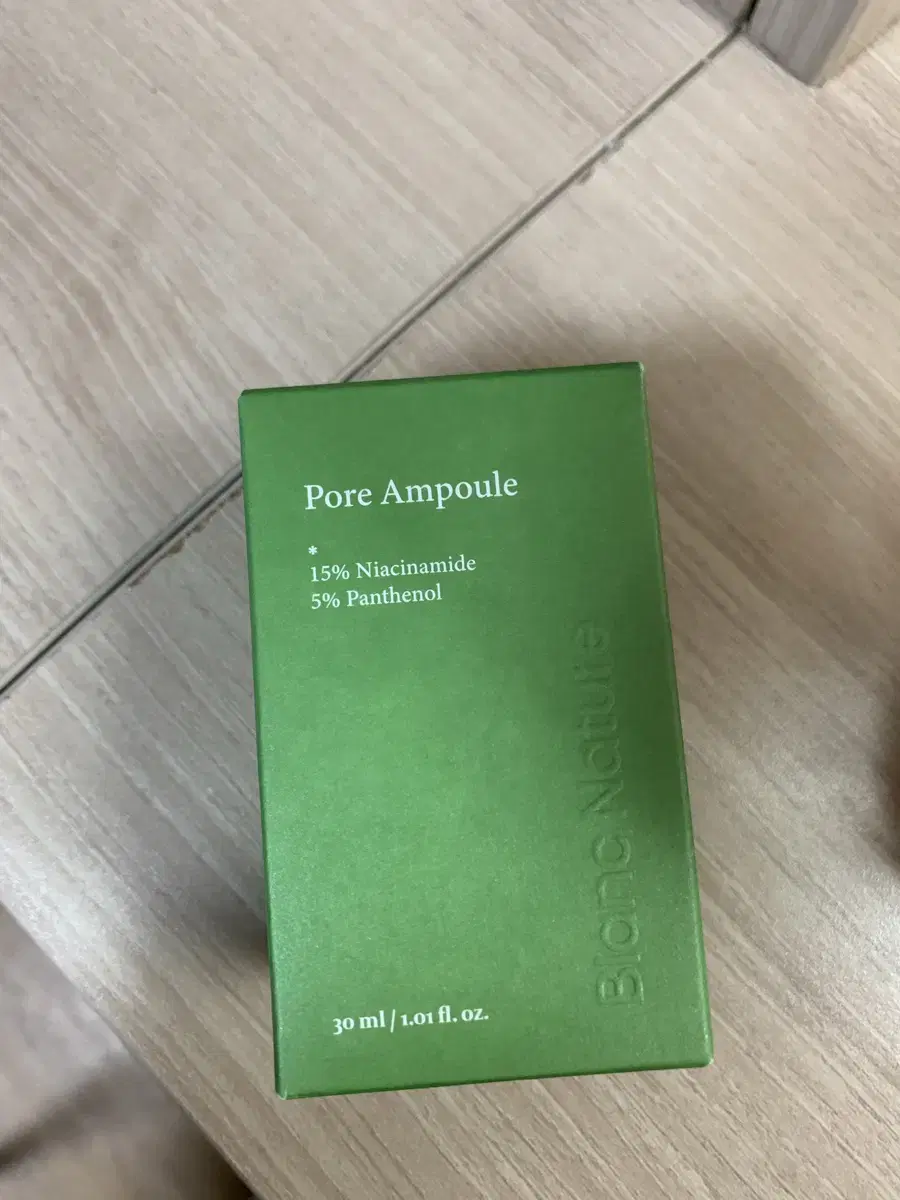 Pore Ampoule
*
15% Niacinamide
5% Panthenol
Blanc Nature
30 ml / 1.01 fl. oz.